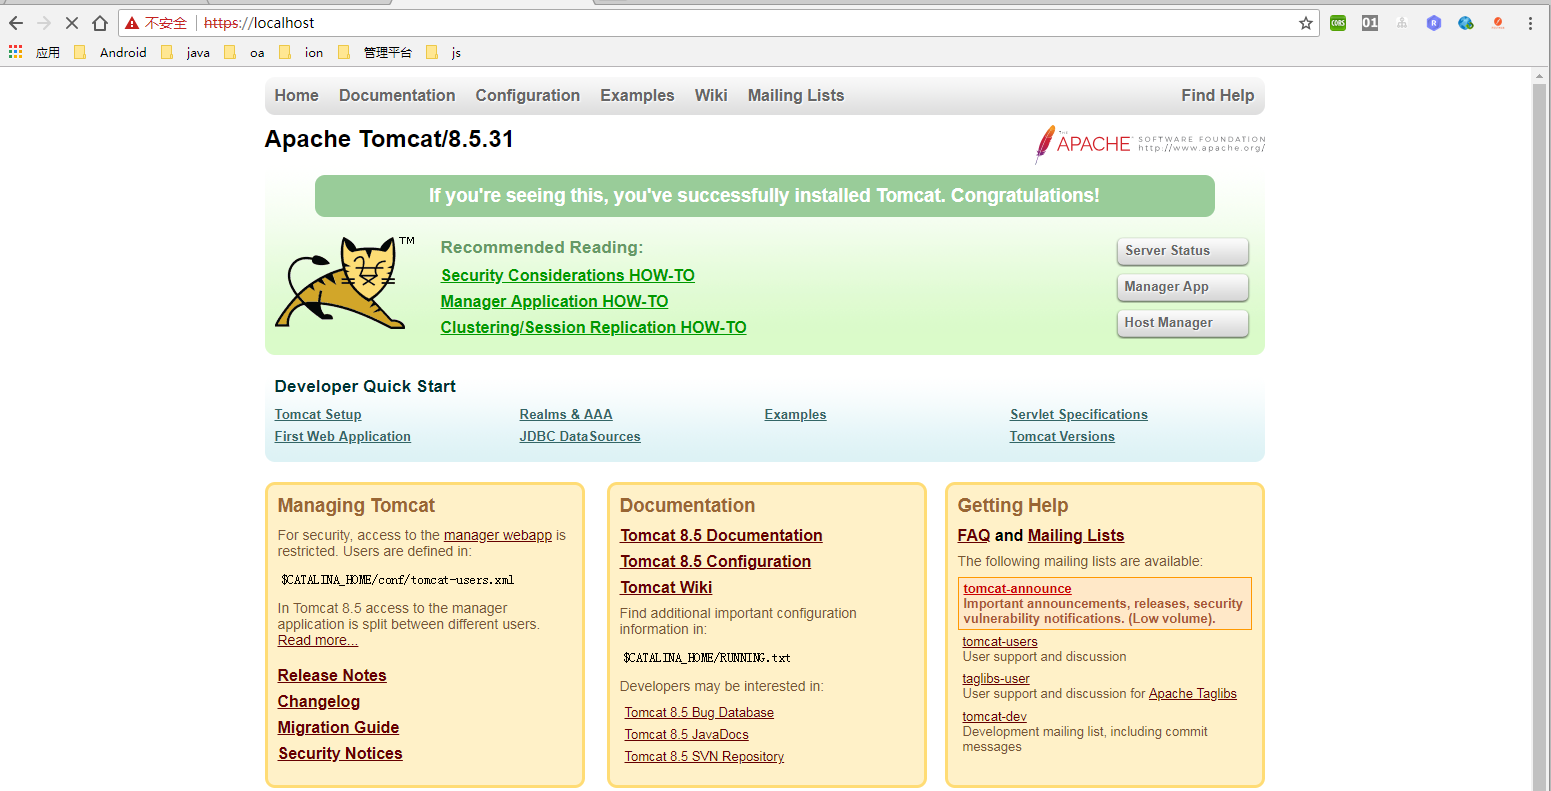 不安全 https://localhost
CORS
01
R
应用 Android java oa ion 管理平台 js
Home Documentation Configuration Examples Wiki Mailing Lists Find Help
Apache Tomcat/8.5.31
THE APACHE SOFTWARE FOUNDATION
http://www.apache.org/
If you're seeing this, you've successfully installed Tomcat. Congratulations!
TM
Recommended Reading:
Security Considerations HOW-TO
Manager Application HOW-TO
Clustering/Session Replication HOW-TO
Server Status
Manager App
Host Manager
Developer Quick Start
Tomcat Setup
First Web Application
Realms & AAA
JDBC DataSources
Examples
Servlet Specifications
Tomcat Versions
Managing Tomcat
For security, access to the manager webapp is
restricted. Users are defined in:
$CATALINA_HOME/conf/tomcat-users.xml
In Tomcat 8.5 access to the manager
application is split between different users.
Read more...
Release Notes
Changelog
Migration Guide
Security Notices
Documentation
Tomcat 8.5 Documentation
Tomcat 8.5 Configuration
Tomcat Wiki
Find additional important configuration
information in:
$CATALINA_HOME/RUNNING.txt
Developers may be interested in:
Tomcat 8.5 Bug Database
Tomcat 8.5 JavaDocs
Tomcat 8.5 SVN Repository
Getting Help
FAQ and Mailing Lists
The following mailing lists are available:
tomcat-announce
Important announcements, releases, security
vulnerability notifications. (Low volume).
tomcat-users
User support and discussion
taglibs-user
User support and discussion for Apache Taglibs
tomcat-dev
Development mailing list, including commit
messages